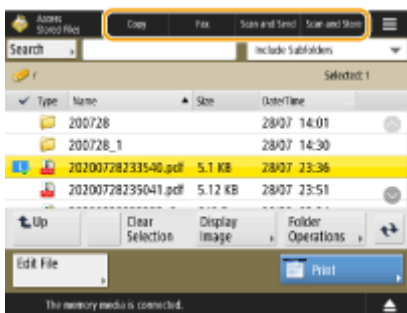 Access Stored Files
Copy
Fax
Scan and Send
Scan and Store
Search
Include Subfolders
/
Selected: 1
Type Name Size Date/Time
200728 28/07 14:01
200728_1 28/07 14:30
1 20200728233540.pdf 5.1 KB 28/07 23:36
20200728235041.pdf 5.12 KB 28/07 23:51
Up
Clear Selection
Display Image
Folder Operations
Edit File
Print
The memory media is connected.